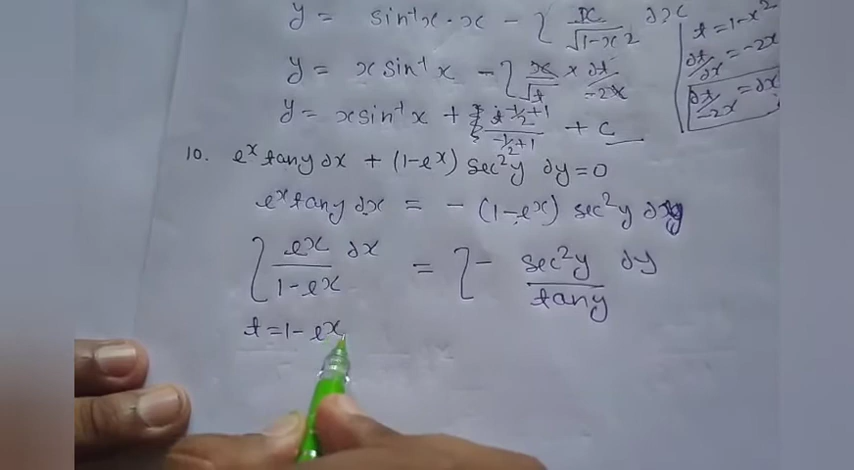 y = sin⁻¹x · x − ∫ x/√(1−x²) dx
t = 1−x²
dt/dx = −2x
dt/−2x = dx
y = x sin⁻¹x − ∫ x/√t × dt/−2x
y = x sin⁻¹x + t^(−1/2+1)/(−1/2+1) + C
10. eˣ tany dx + (1−eˣ) sec²y dy = 0
eˣ tany dx = − (1−eˣ) sec²y dy
∫ eˣ/(1−eˣ) dx = ∫ − sec²y/tany dy
t = 1 − eˣ